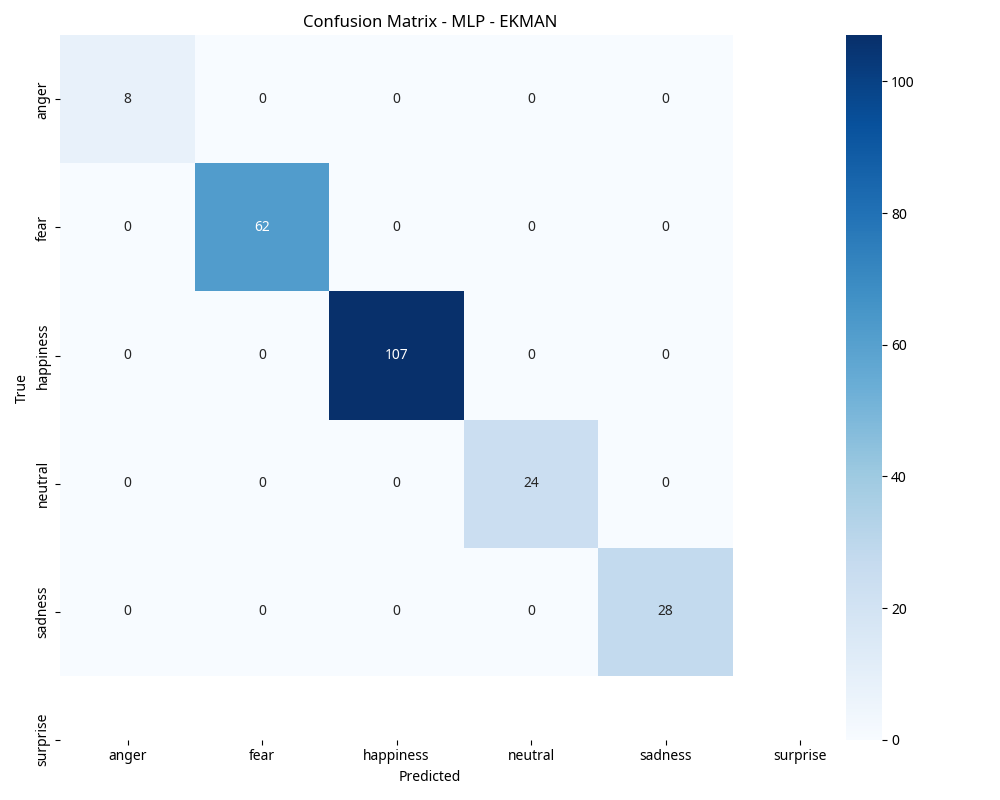 Confusion Matrix - MLP - EKMAN
True
anger 8 0 0 0 0
fear 0 62 0 0 0
happiness 0 0 107 0 0
neutral 0 0 0 24 0
sadness 0 0 0 0 28
surprise
anger fear happiness neutral sadness surprise
Predicted
100
80
60
40
20
0